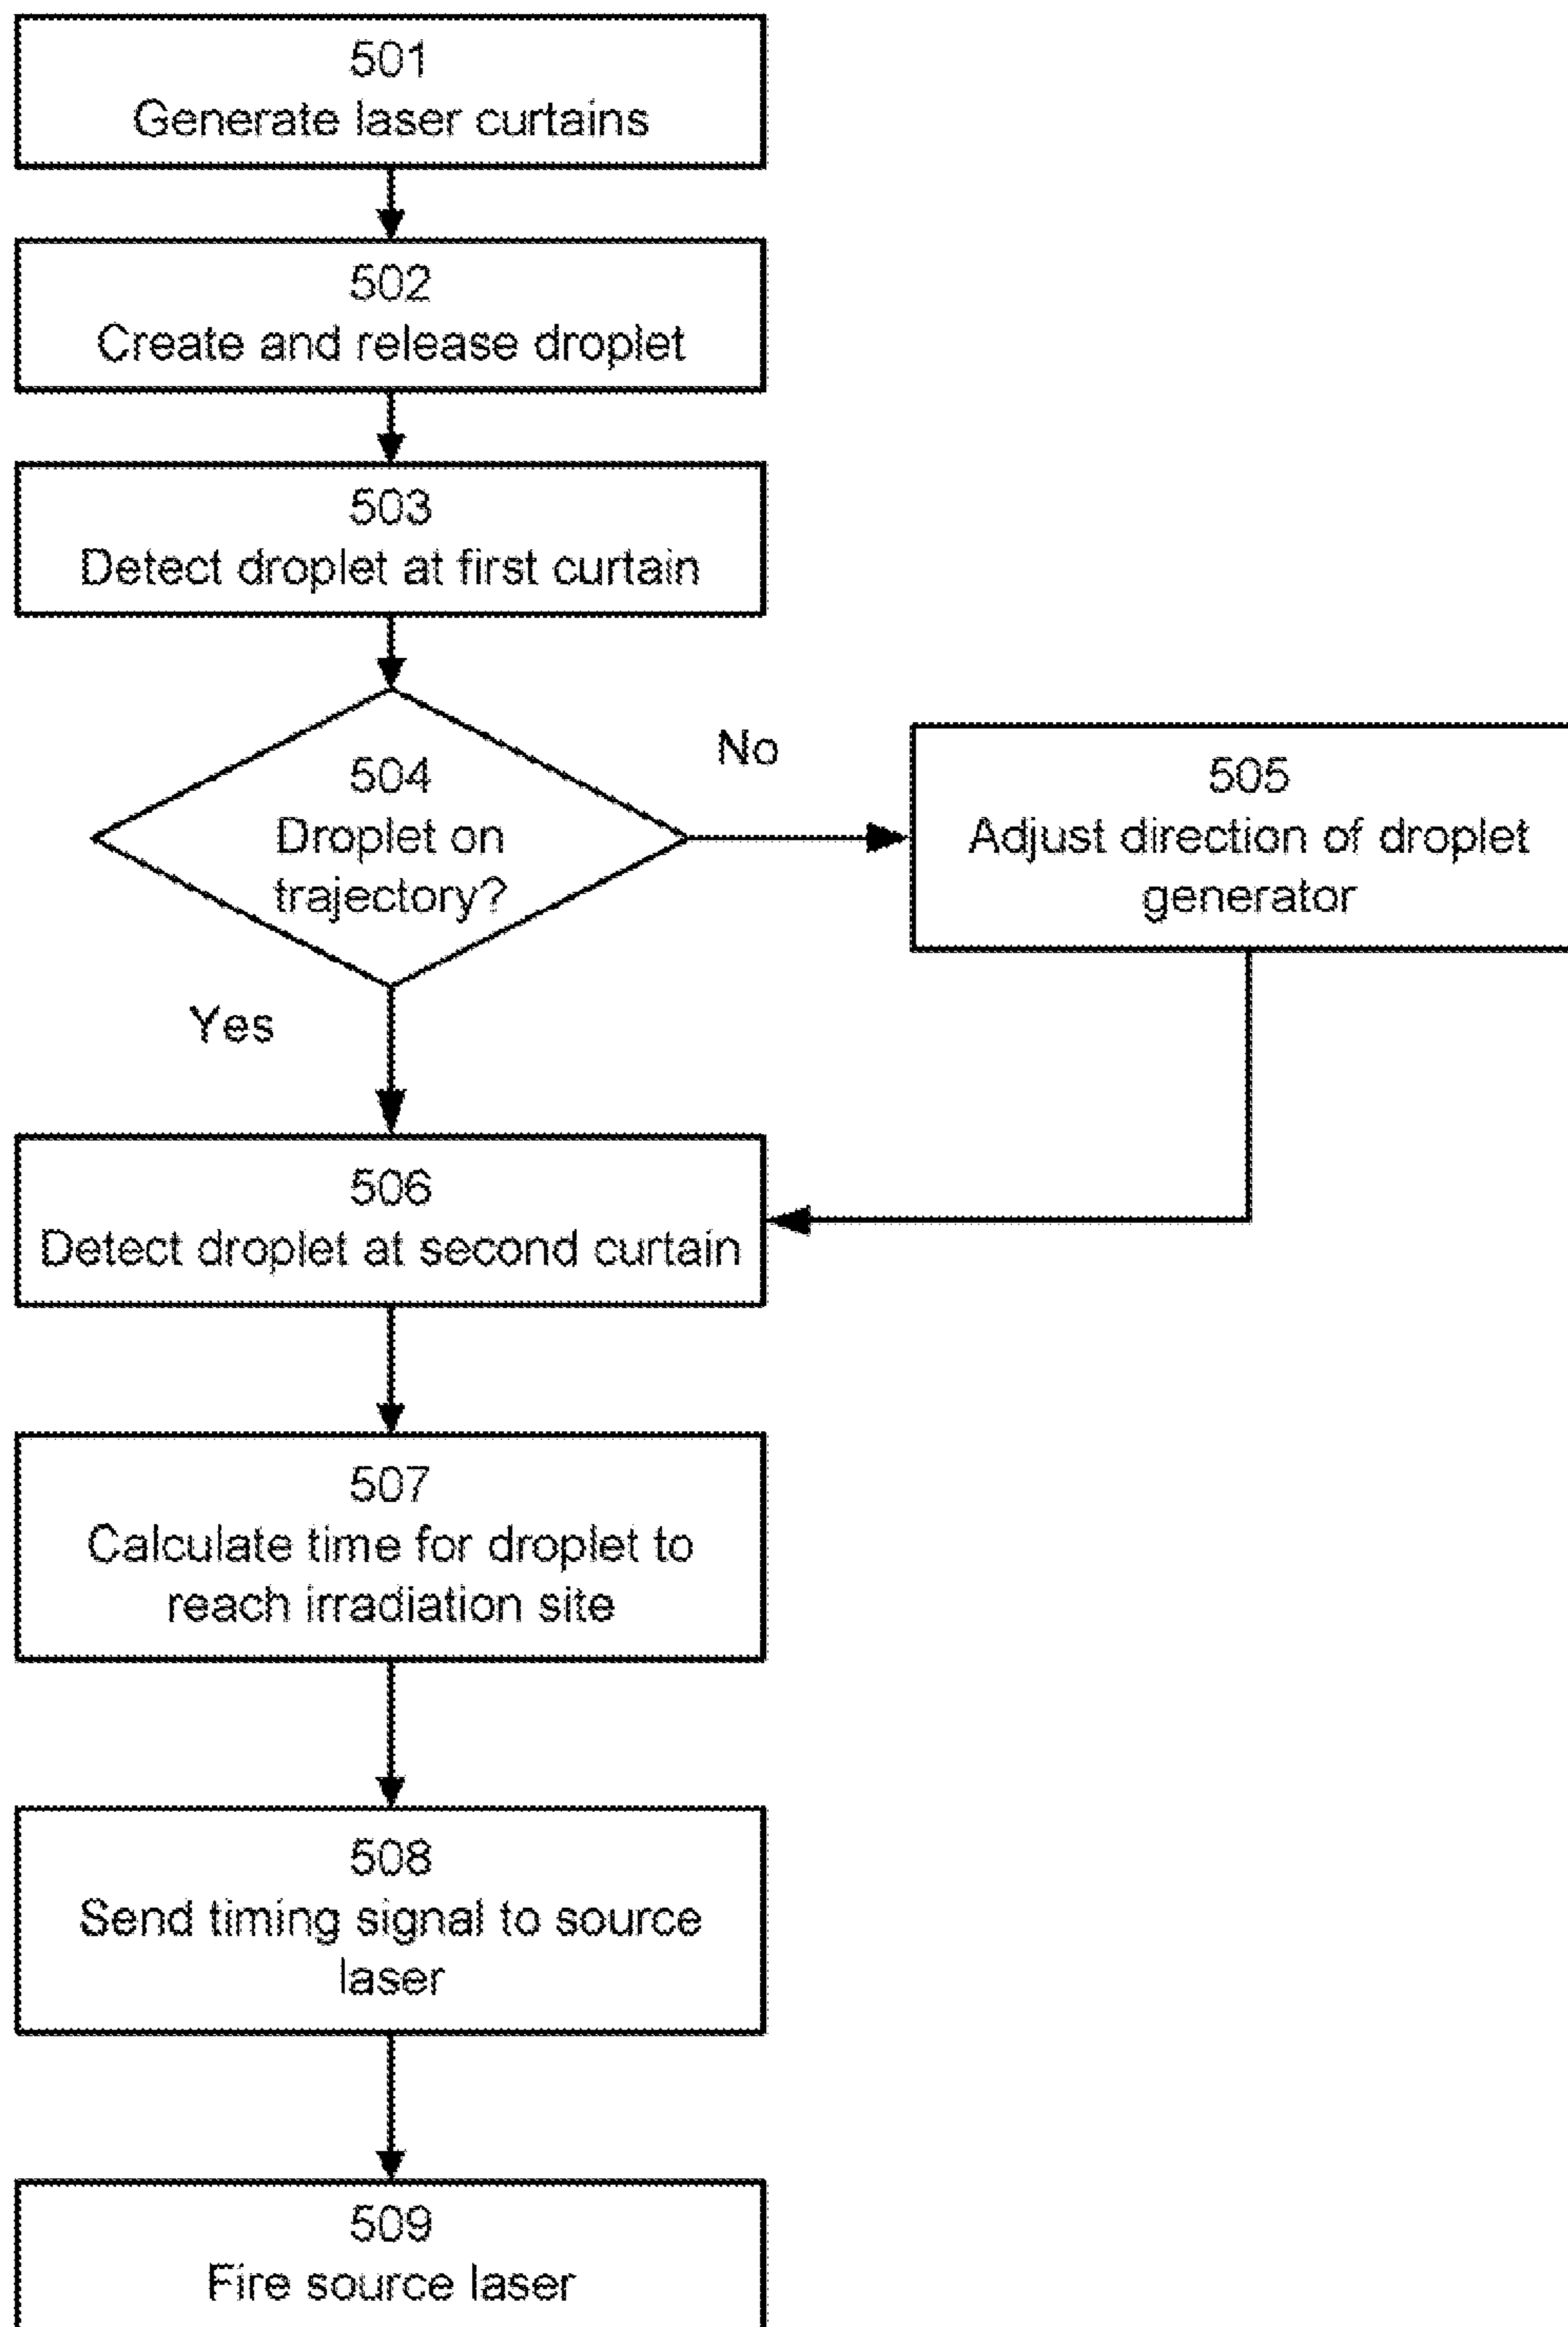 501
Generate laser curtains
502
Create and release droplet
503
Detect droplet at first curtain
504
Droplet on
trajectory?
No
505
Adjust direction of droplet
generator
Yes
506
Detect droplet at second curtain
507
Calculate time for droplet to
reach irradiation site
508
Send timing signal to source
laser
509
Fire source laser